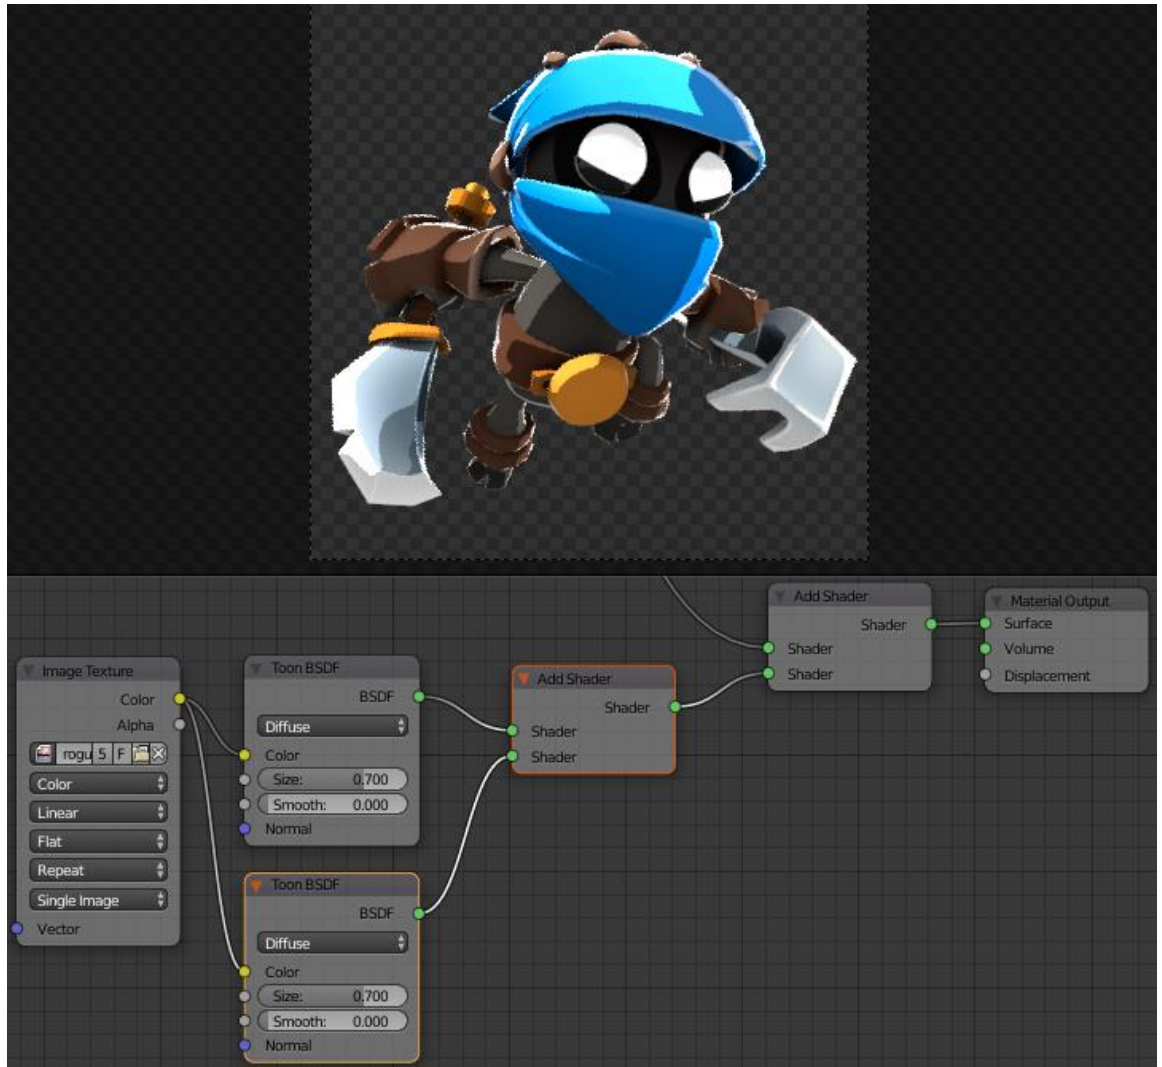 Image Texture
Color
Alpha
rogu 5 F
Color
Linear
Flat
Repeat
Single Image
Vector
Toon BSDF
BSDF
Diffuse
Color
Size: 0.700
Smooth: 0.000
Normal
Toon BSDF
BSDF
Diffuse
Color
Size: 0.700
Smooth: 0.000
Normal
Add Shader
Shader
Shader
Shader
Add Shader
Shader
Shader
Shader
Material Output
Surface
Volume
Displacement